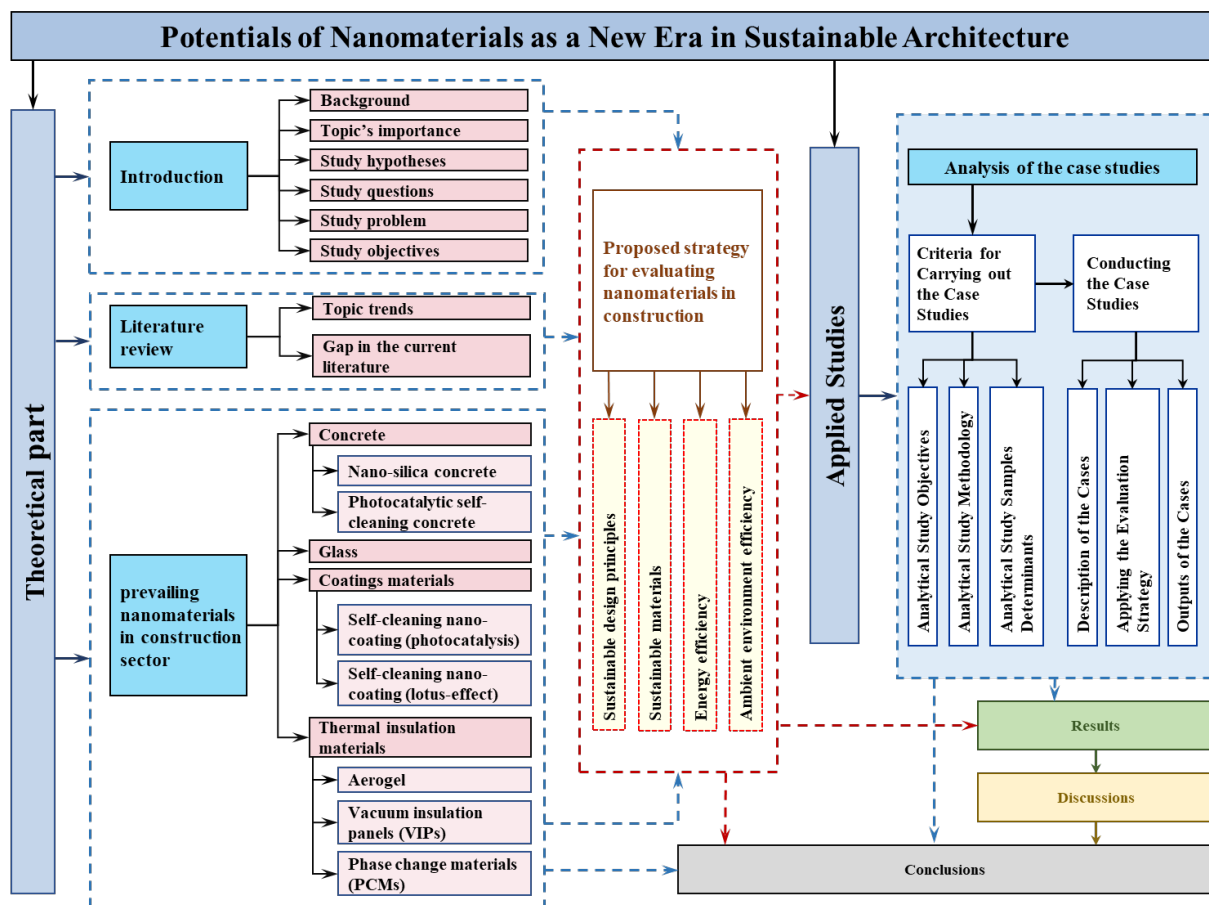 Potentials of Nanomaterials as a New Era in Sustainable Architecture
Theoretical part
Introduction
Background
Topic's importance
Study hypotheses
Study questions
Study problem
Study objectives
Literature
review
Topic trends
Gap in the current
literature
prevailing
nanomaterials
in construction
sector
Concrete
Nano-silica concrete
Photocatalytic self-
cleaning concrete
Glass
Coatings materials
Self-cleaning nano-
coating (photocatalysis)
Self-cleaning nano-
coating (lotus-effect)
Thermal insulation
materials
Aerogel
Vacuum insulation
panels (VIPs)
Phase change materials
(PCMs)
Proposed strategy
for evaluating
nanomaterials in
construction
Sustainable design principles
Sustainable materials
Energy efficiency
Ambient environment efficiency
Applied Studies
Analysis of the case studies
Criteria for
Carrying out
the Case
Studies
Conducting
the Case
Studies
Analytical Study Objectives
Analytical Study Methodology
Analytical Study Samples
Determinants
Description of the Cases
Applying the Evaluation
Strategy
Outputs of the Cases
Results
Discussions
Conclusions